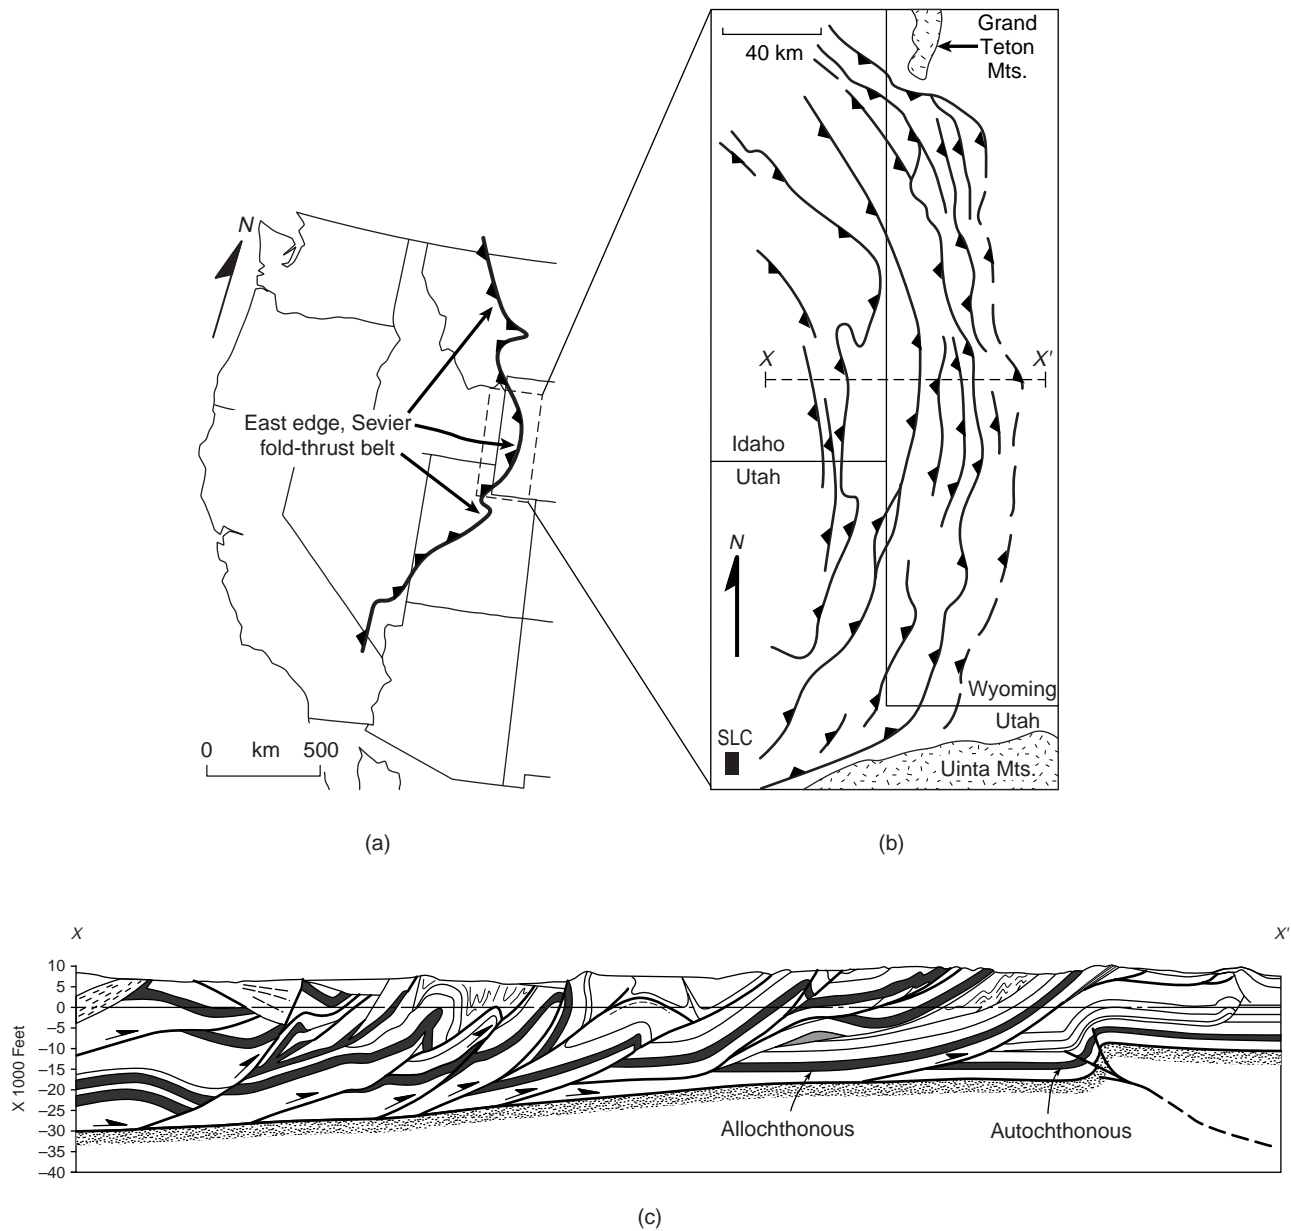 N
East edge, Sevier
fold-thrust belt
0 km 500
(a)
40 km
Grand
Teton
Mts.
X
X'
Idaho
Utah
N
Wyoming
Utah
SLC
Uinta Mts.
(b)
X
X'
X 1000 Feet
10
5
0
–5
–10
–15
–20
–25
–30
–35
–40
Allochthonous
Autochthonous
(c)